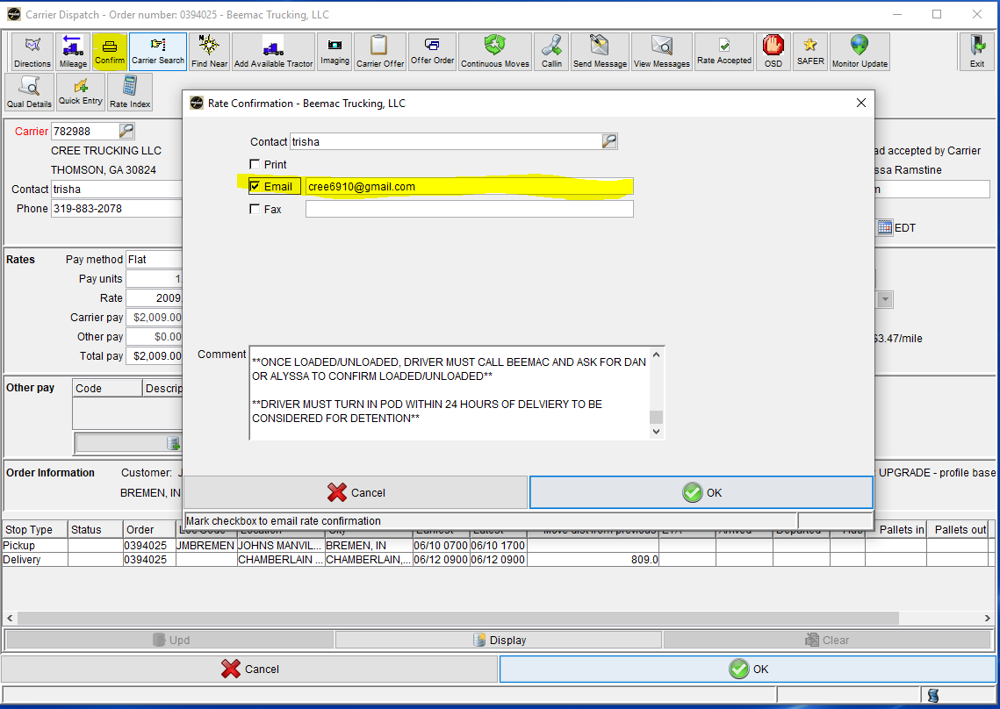 Carrier Dispatch - Order number: 0394025 - Beemac Trucking, LLC
Directions Mileage Confirm Carrier Search Find Near Add Available Tractor Imaging Carrier Offer Offer Order Continuous Moves Callin Send Message View Messages Rate Accepted OSD SAFER Monitor Update Exit
Qual Details Quick Entry Rate Index
Rate Confirmation - Beemac Trucking, LLC
Carrier 782988
CREE TRUCKING LLC
THOMSON, GA 30824
Contact trisha
Phone 319-883-2078
Contact trisha
Print
Email cree6910@gmail.com
Fax
ad accepted by Carrier
ssa Ramstine
m
EDT
Rates Pay method Flat
Pay units 1.
Rate 2009.
Carrier pay $2,009.00
Other pay $0.00
Total pay $2,009.00
$3.47/mile
Comment
**ONCE LOADED/UNLOADED, DRIVER MUST CALL BEEMAC AND ASK FOR DAN
OR ALYSSA TO CONFIRM LOADED/UNLOADED**
**DRIVER MUST TURN IN POD WITHIN 24 HOURS OF DELVIERY TO BE
CONSIDERED FOR DETENTION**
Other pay Code Descrip
Order Information Customer: J
UPGRADE - profile base
BREMEN, IN
Cancel OK
Mark checkbox to email rate confirmation
Stop Type Status Order Loc Code Location City Earliest Latest Move dist from previous ETA Arrived Departed Hub Pallets in Pallets out
Pickup 0394025 JMBREMEN JOHNS MANVIL... BREMEN, IN 06/10 0700 06/10 1700
Delivery 0394025 CHAMBERLAIN ... CHAMBERLAIN,... 06/12 0900 06/12 0900 809.0
Upd Display Clear
Cancel OK